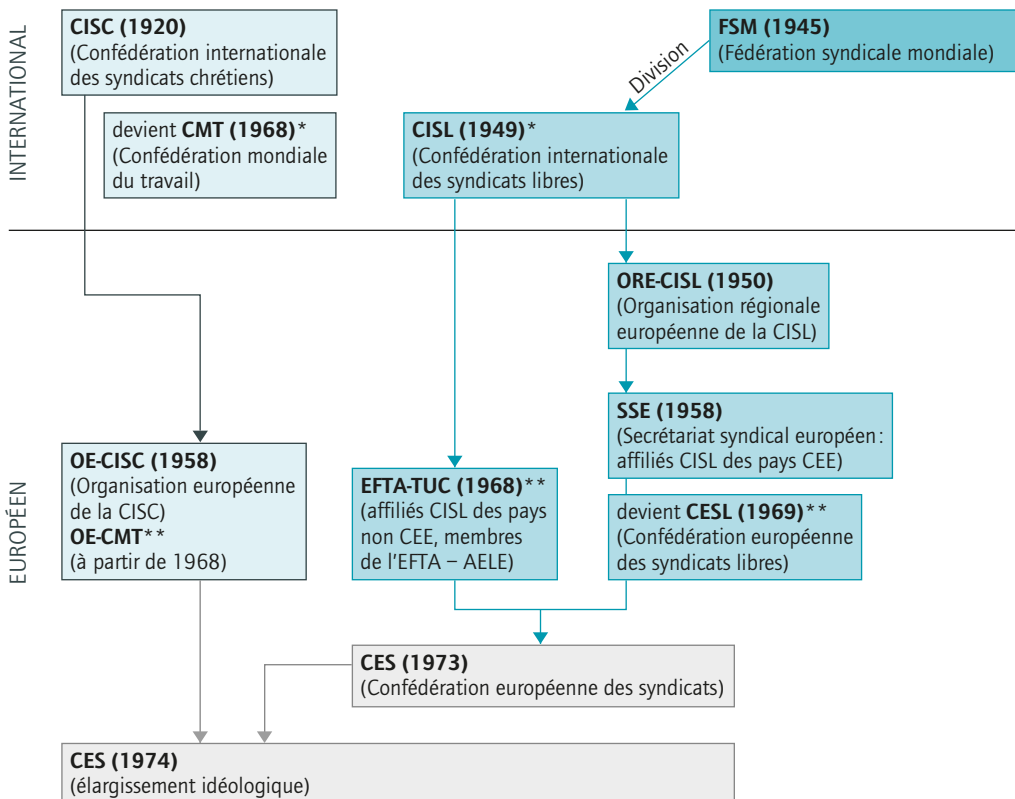 INTERNATIONAL
CISC (1920)
(Confédération internationale
des syndicats chrétiens)
devient CMT (1968)*
(Confédération mondiale
du travail)
FSM (1945)
(Fédération syndicale mondiale)
Division
CISL (1949)*
(Confédération internationale
des syndicats libres)
EUROPÉEN
ORE-CISL (1950)
(Organisation régionale
européenne de la CISL)
SSE (1958)
(Secrétariat syndical européen :
affiliés CISL des pays CEE)
OE-CISC (1958)
(Organisation européenne
de la CISC)
OE-CMT**
(à partir de 1968)
EFTA-TUC (1968)**
(affiliés CISL des pays
non CEE, membres
de l'EFTA – AELE)
devient CESL (1969)**
(Confédération européenne
des syndicats libres)
CES (1973)
(Confédération européenne des syndicats)
CES (1974)
(élargissement idéologique)